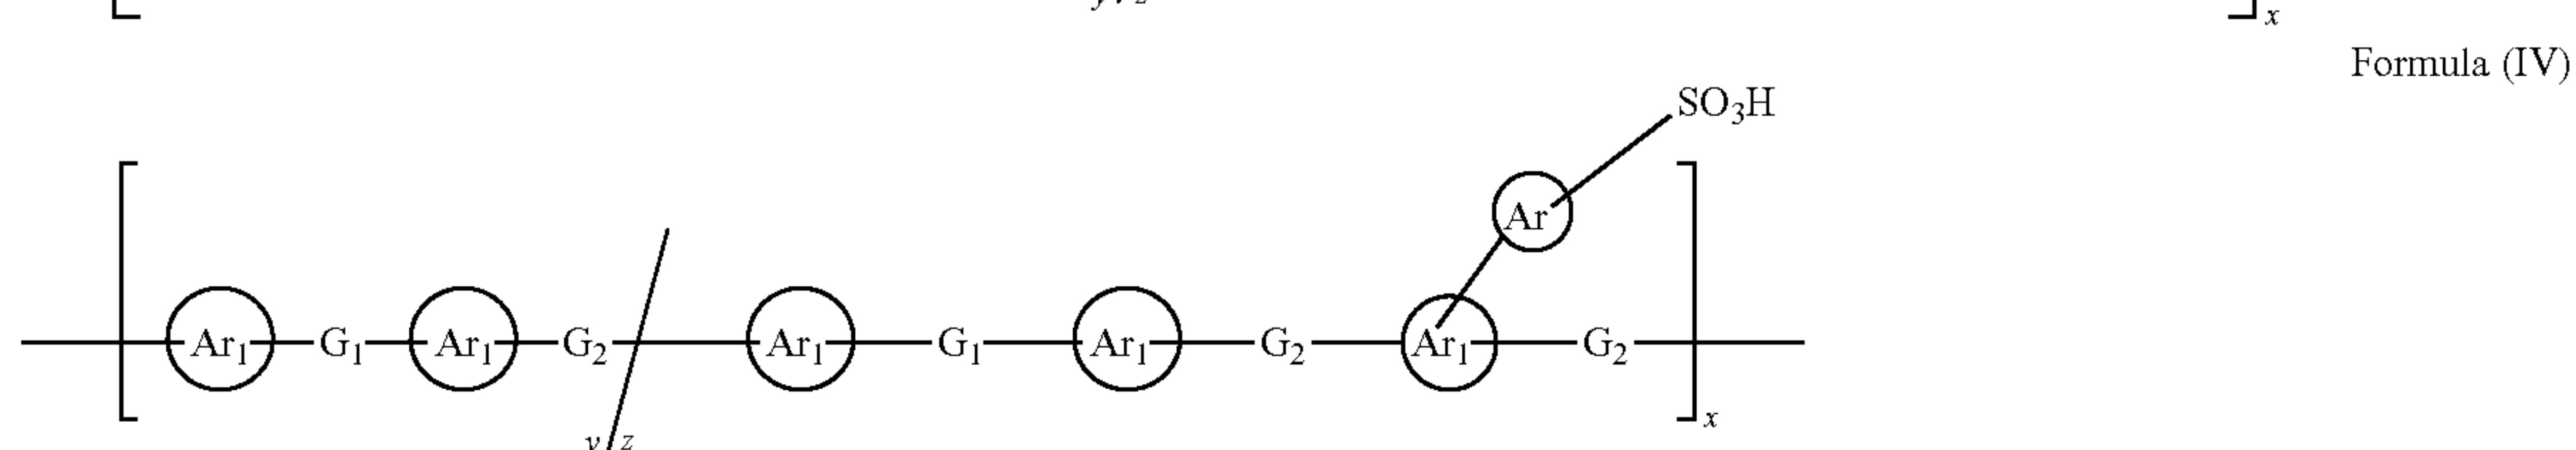 y/z
x
Formula (IV)
SO₃H
Ar
Ar₁ G₁ Ar₁ G₂ Ar₁ G₁ Ar₁ G₂ Ar₁ G₂
y/z
x